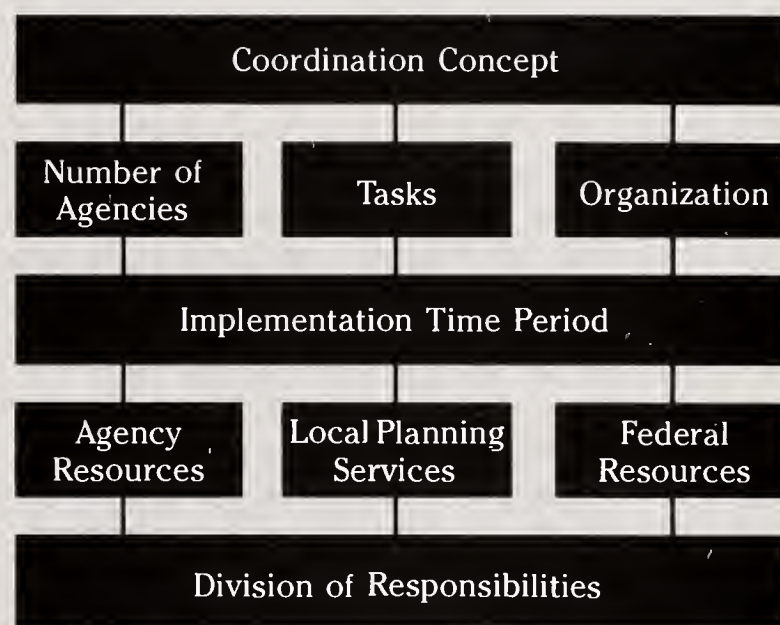 Coordination Concept
Number of
Agencies
Tasks
Organization
Implementation Time Period
Agency
Resources
Local Planning
Services
Federal
Resources
Division of Responsibilities